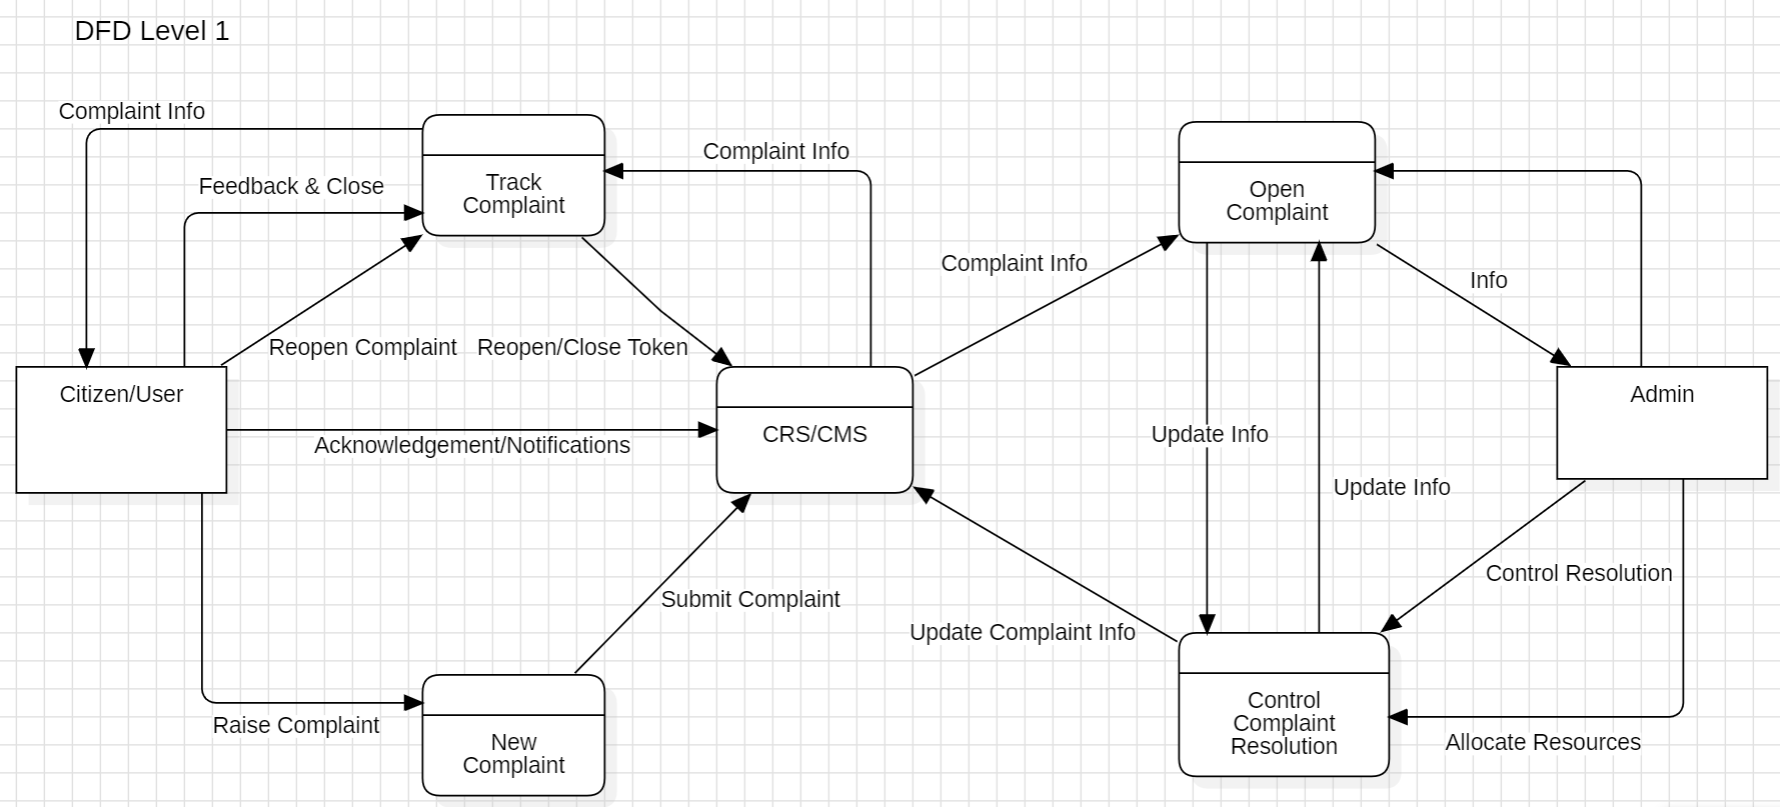 DFD Level 1
Complaint Info
Feedback & Close
Track
Complaint
Complaint Info
Open
Complaint
Complaint Info
Info
Reopen Complaint
Reopen/Close Token
Citizen/User
CRS/CMS
Admin
Acknowledgement/Notifications
Update Info
Update Info
Control Resolution
Submit Complaint
Update Complaint Info
Raise Complaint
New
Complaint
Control
Complaint
Resolution
Allocate Resources